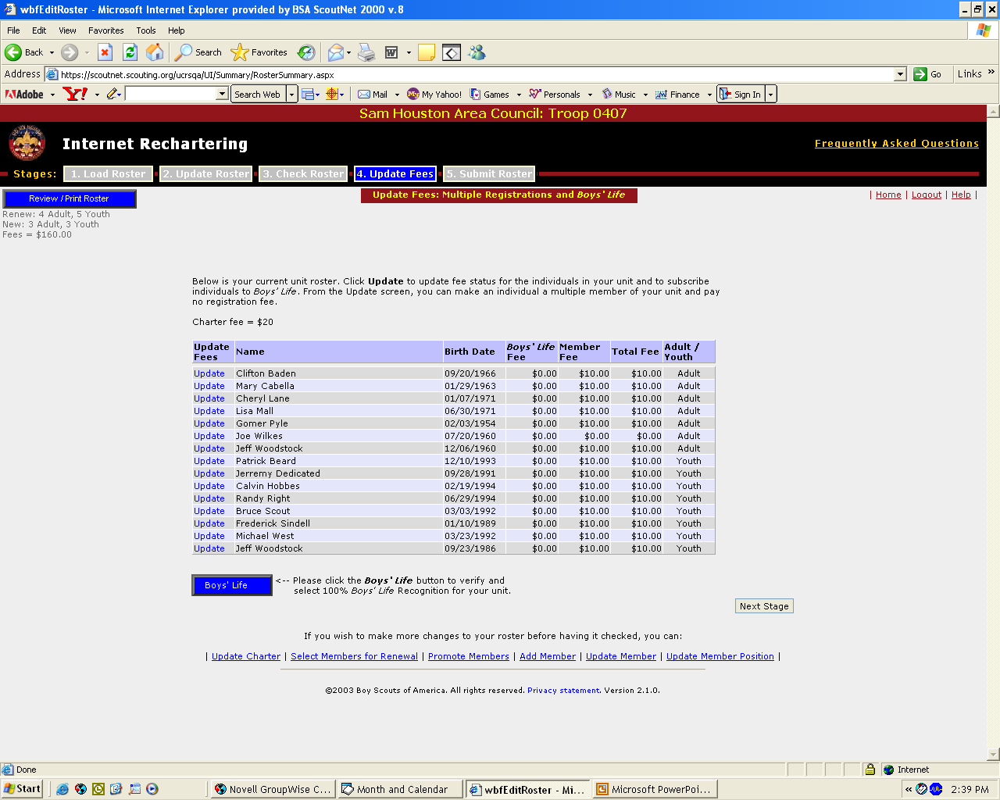 wbfEditRoster - Microsoft Internet Explorer provided by BSA ScoutNet 2000 v.8
File Edit View Favorites Tools Help
Back Search Favorites
Address https://scoutnet.scouting.org/ucrsqa/UI/Summary/RosterSummary.aspx Go Links »
Adobe Y! Search Web Mail My Yahoo! Games Personals Music Finance Sign In
Sam Houston Area Council: Troop 0407
Internet Rechartering
Frequently Asked Questions
Stages: 1. Load Roster 2. Update Roster 3. Check Roster 4. Update Fees 5. Submit Roster
Review / Print Roster
Update Fees: Multiple Registrations and Boys' Life
| Home | Logout | Help |
Renew: 4 Adult, 5 Youth
New: 3 Adult, 3 Youth
Fees = $160.00
Below is your current unit roster. Click Update to update fee status for the individuals in your unit and to subscribe
individuals to Boys' Life. From the Update screen, you can make an individual a multiple member of your unit and pay
no registration fee.
Charter fee = $20
Update Fees Name Birth Date Boys' Life Fee Member Fee Total Fee Adult / Youth
Update Clifton Baden 09/20/1966 $0.00 $10.00 $10.00 Adult
Update Mary Cabella 01/29/1963 $0.00 $10.00 $10.00 Adult
Update Cheryl Lane 01/07/1971 $0.00 $10.00 $10.00 Adult
Update Lisa Mall 06/30/1971 $0.00 $10.00 $10.00 Adult
Update Gomer Pyle 02/03/1954 $0.00 $10.00 $10.00 Adult
Update Joe Wilkes 07/20/1960 $0.00 $0.00 $0.00 Adult
Update Jeff Woodstock 12/06/1960 $0.00 $10.00 $10.00 Adult
Update Patrick Beard 12/10/1993 $0.00 $10.00 $10.00 Youth
Update Jerremy Dedicated 09/28/1991 $0.00 $10.00 $10.00 Youth
Update Calvin Hobbes 02/19/1994 $0.00 $10.00 $10.00 Youth
Update Randy Right 06/29/1994 $0.00 $10.00 $10.00 Youth
Update Bruce Scout 03/03/1992 $0.00 $10.00 $10.00 Youth
Update Frederick Sindell 01/10/1989 $0.00 $10.00 $10.00 Youth
Update Michael West 03/23/1992 $0.00 $10.00 $10.00 Youth
Update Jeff Woodstock 09/23/1986 $0.00 $10.00 $10.00 Youth
Boys' Life <-- Please click the Boys' Life button to verify and
select 100% Boys' Life Recognition for your unit.
Next Stage
If you wish to make more changes to your roster before having it checked, you can:
| Update Charter | Select Members for Renewal | Promote Members | Add Member | Update Member | Update Member Position |
©2003 Boy Scouts of America. All rights reserved. Privacy statement. Version 2.1.0.
Done Internet
Start Novell GroupWise C... Month and Calendar wbfEditRoster - Mi... Microsoft PowerPoi... « 2:39 PM